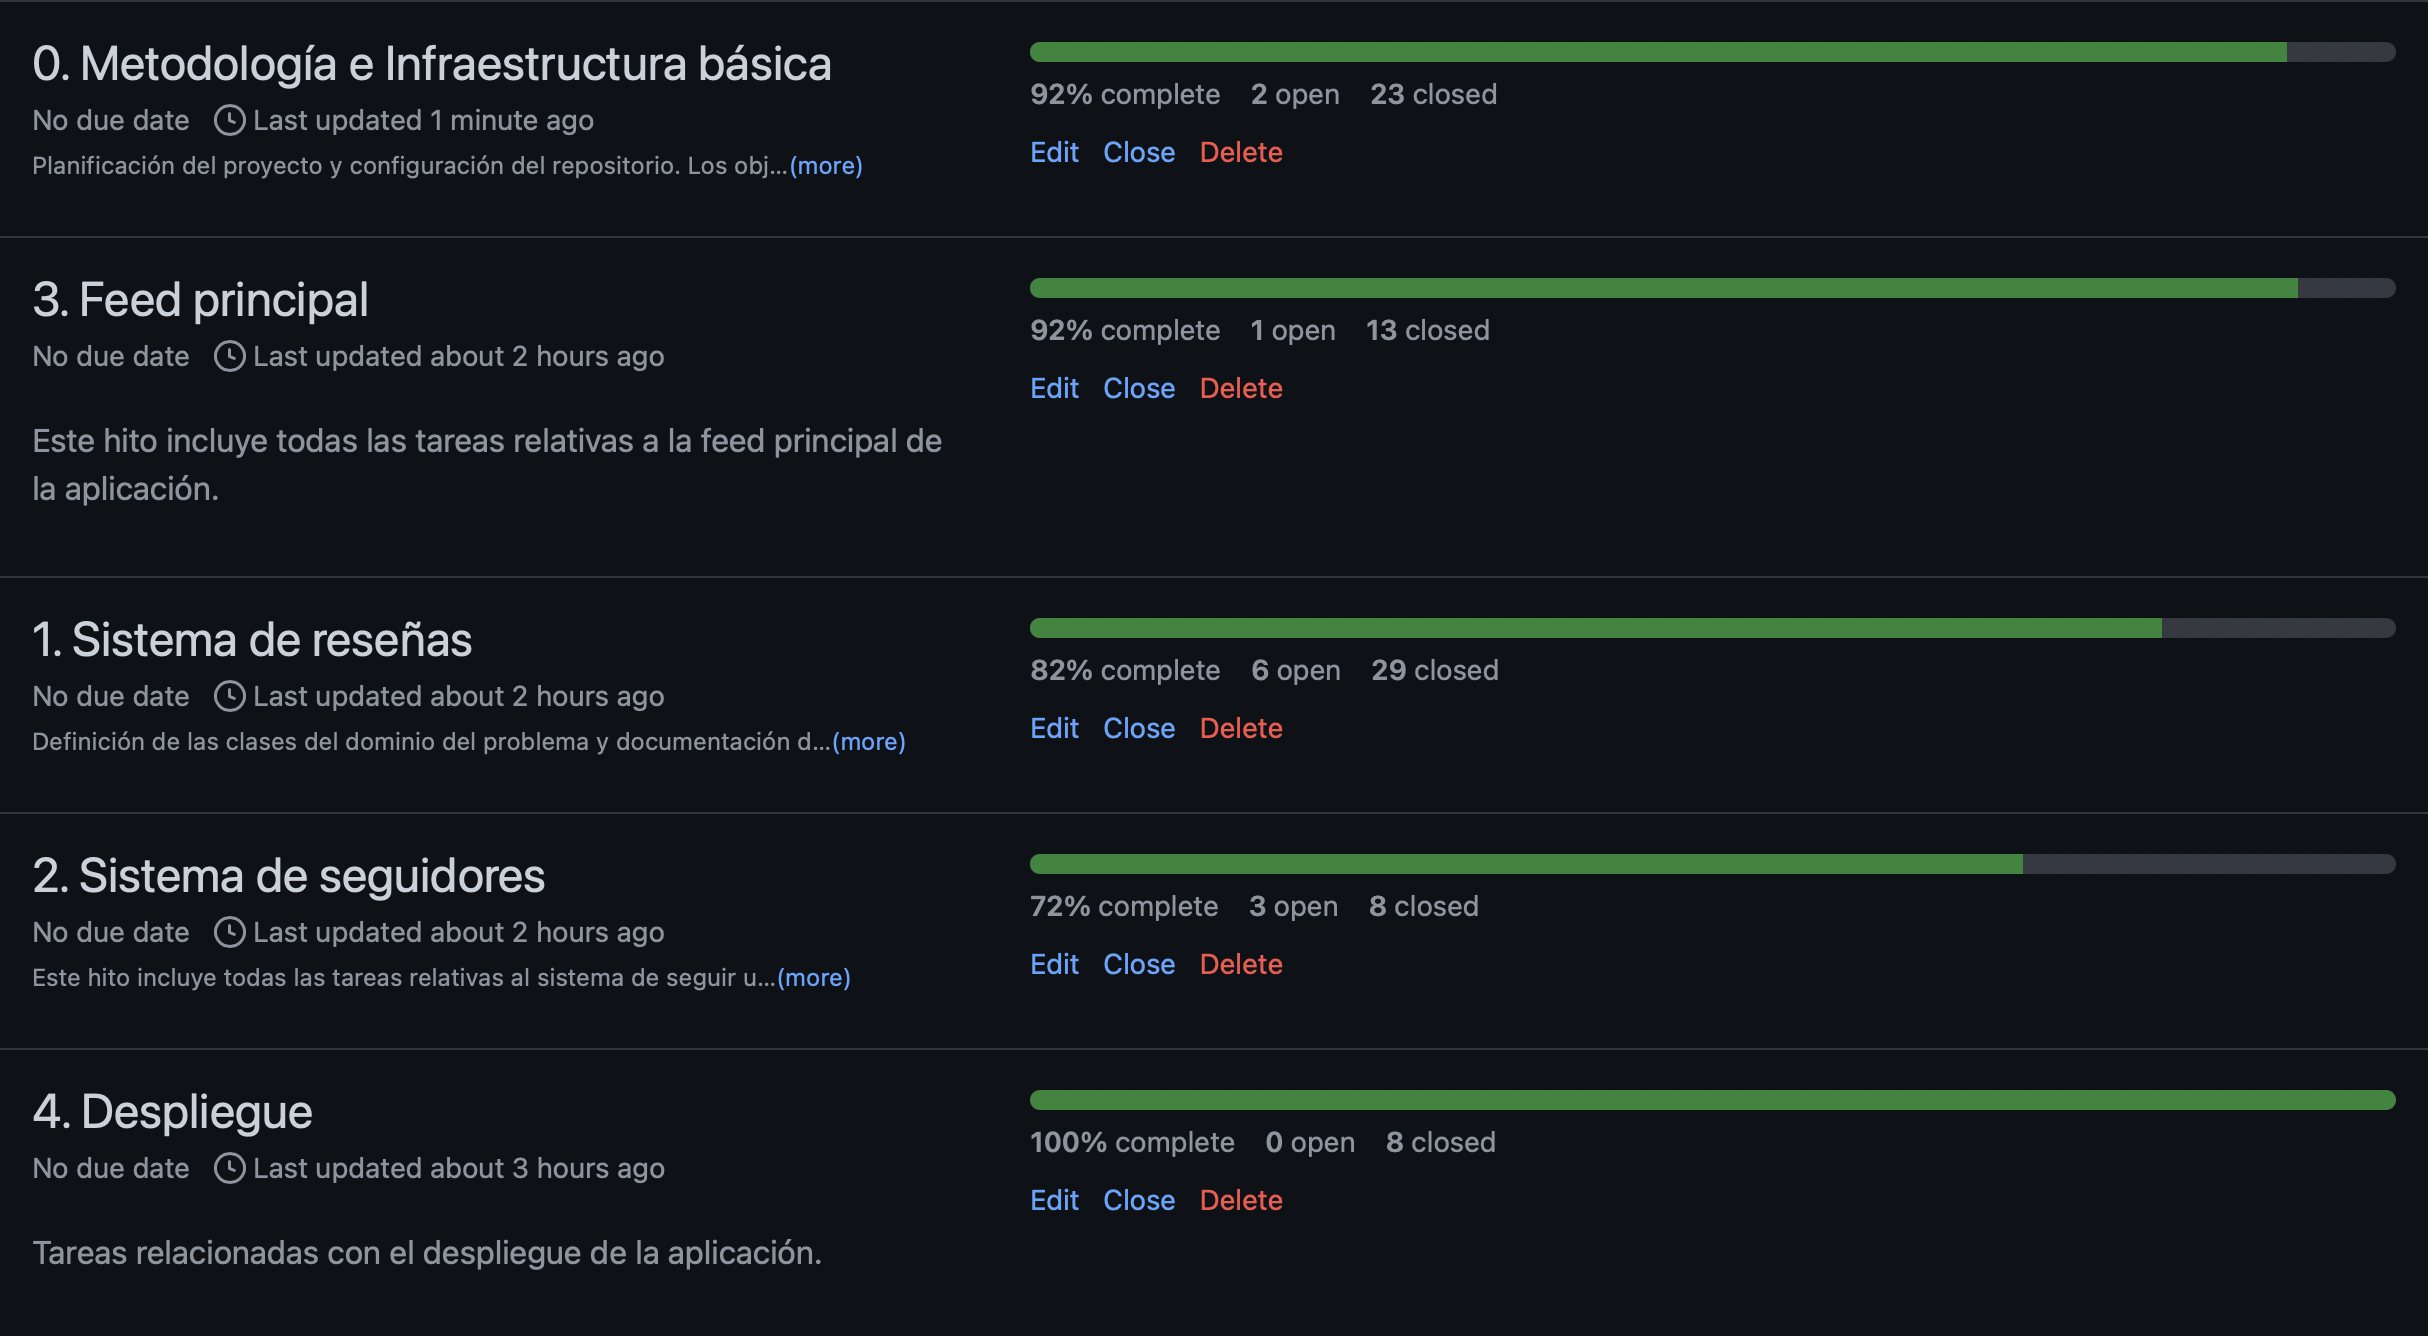 0. Metodología e Infraestructura básica
No due date Last updated 1 minute ago
Planificación del proyecto y configuración del repositorio. Los obj...(more)
92% complete 2 open 23 closed
Edit Close Delete
3. Feed principal
No due date Last updated about 2 hours ago
Este hito incluye todas las tareas relativas a la feed principal de
la aplicación.
92% complete 1 open 13 closed
Edit Close Delete
1. Sistema de reseñas
No due date Last updated about 2 hours ago
Definición de las clases del dominio del problema y documentación d...(more)
82% complete 6 open 29 closed
Edit Close Delete
2. Sistema de seguidores
No due date Last updated about 2 hours ago
Este hito incluye todas las tareas relativas al sistema de seguir u...(more)
72% complete 3 open 8 closed
Edit Close Delete
4. Despliegue
No due date Last updated about 3 hours ago
Tareas relacionadas con el despliegue de la aplicación.
100% complete 0 open 8 closed
Edit Close Delete